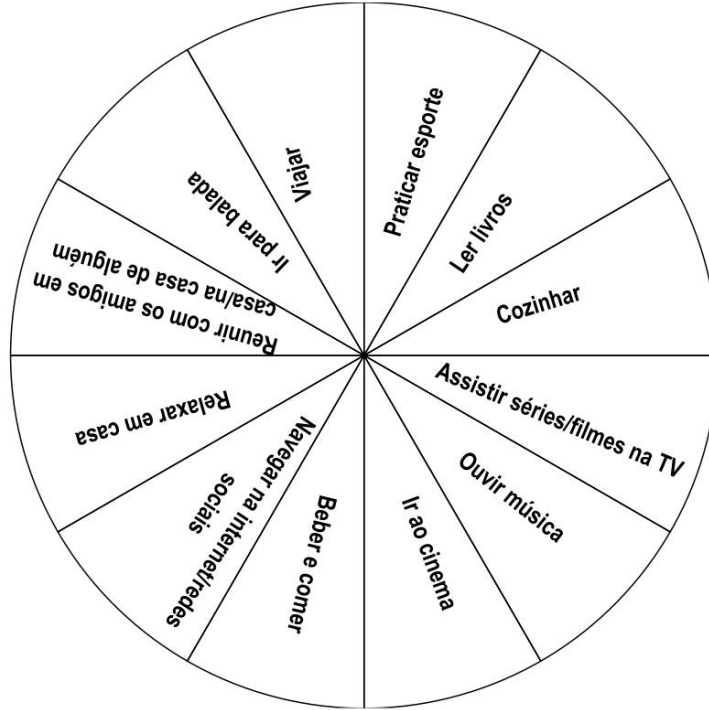 Praticar esporte
Ler livros
Cozinhar
Assistir séries/filmes na TV
Ouvir música
Ir ao cinema
Beber e comer
Navegar na internet/redes
sociais
Relaxar em casa
Reunir com os amigos em
casa/na casa de alguém
Ir para balada
Viajar